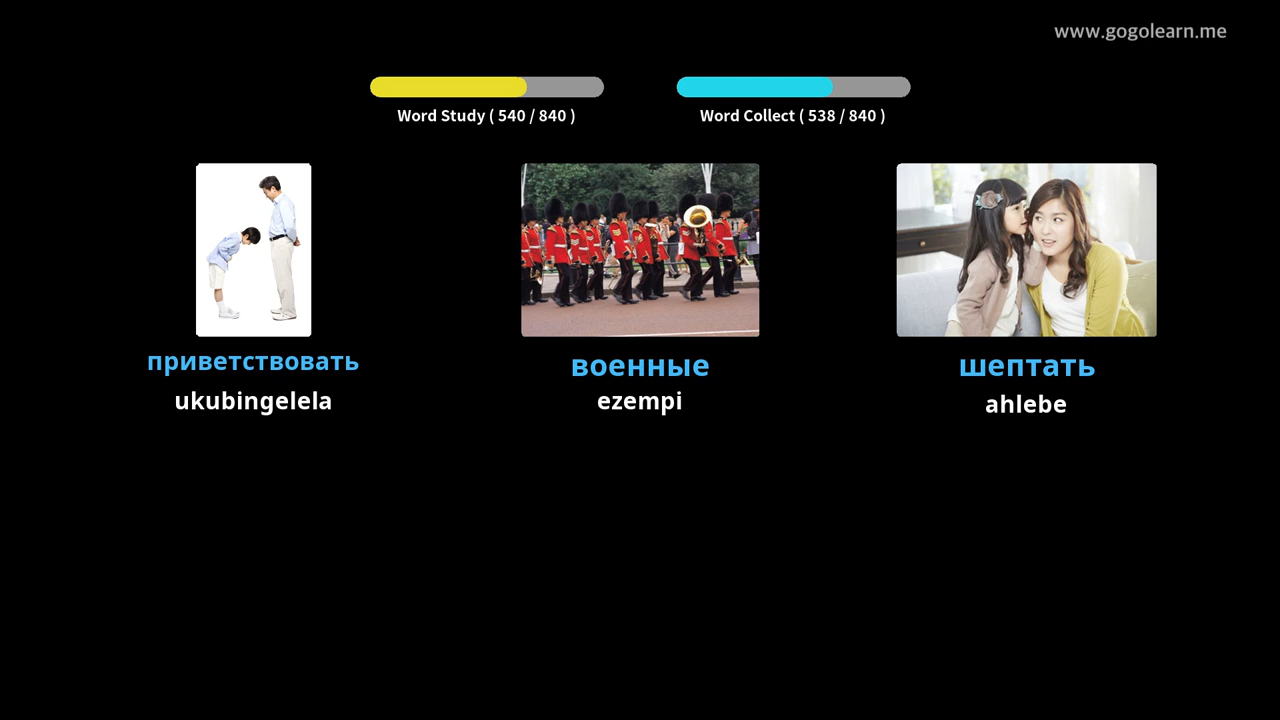 www.gogolearn.me
Word Study ( 540 / 840 )
Word Collect ( 538 / 840 )
приветствовать
ukubingelela
военные
ezempi
шептать
ahlebe